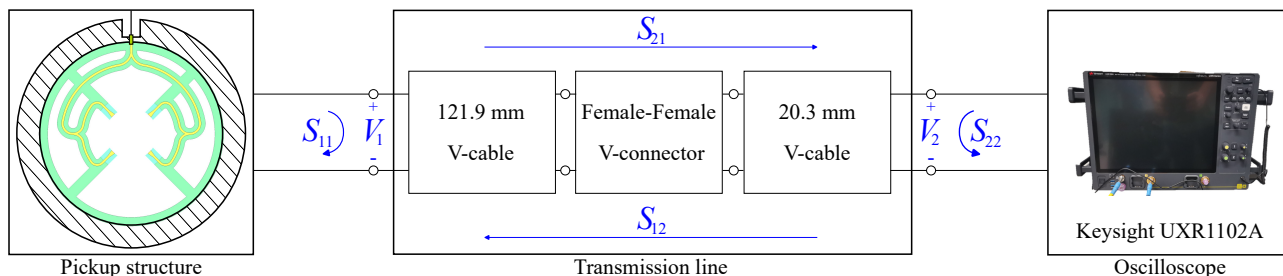 S21
S11
+
V1
-
121.9 mm
V-cable
Female-Female
V-connector
20.3 mm
V-cable
+
V2
-
S22
S12
Keysight UXR1102A
Pickup structure
Transmission line
Oscilloscope